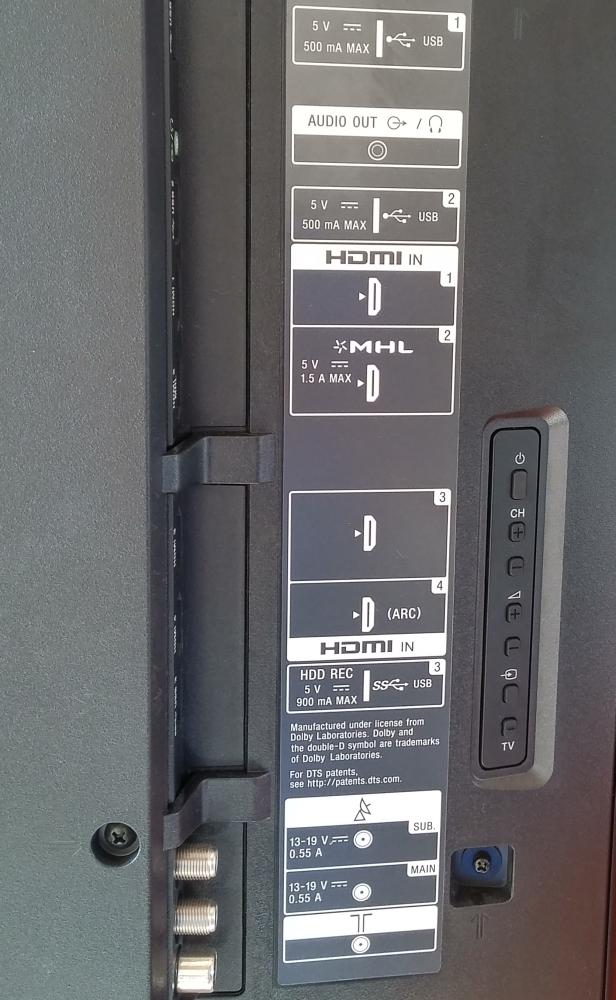 1
5 V
500 mA MAX
USB
AUDIO OUT /
2
5 V
500 mA MAX
USB
HDMI IN
1
2
MHL
5 V
1.5 A MAX
3
4
(ARC)
HDMI IN
3
HDD REC
5 V
900 mA MAX
SS USB
Manufactured under license from
Dolby Laboratories. Dolby and
the double-D symbol are trademarks
of Dolby Laboratories.
For DTS patents,
see http://patents.dts.com.
SUB.
13-19 V
0.55 A
MAIN
13-19 V
0.55 A
CH
+
−
+
−
TV